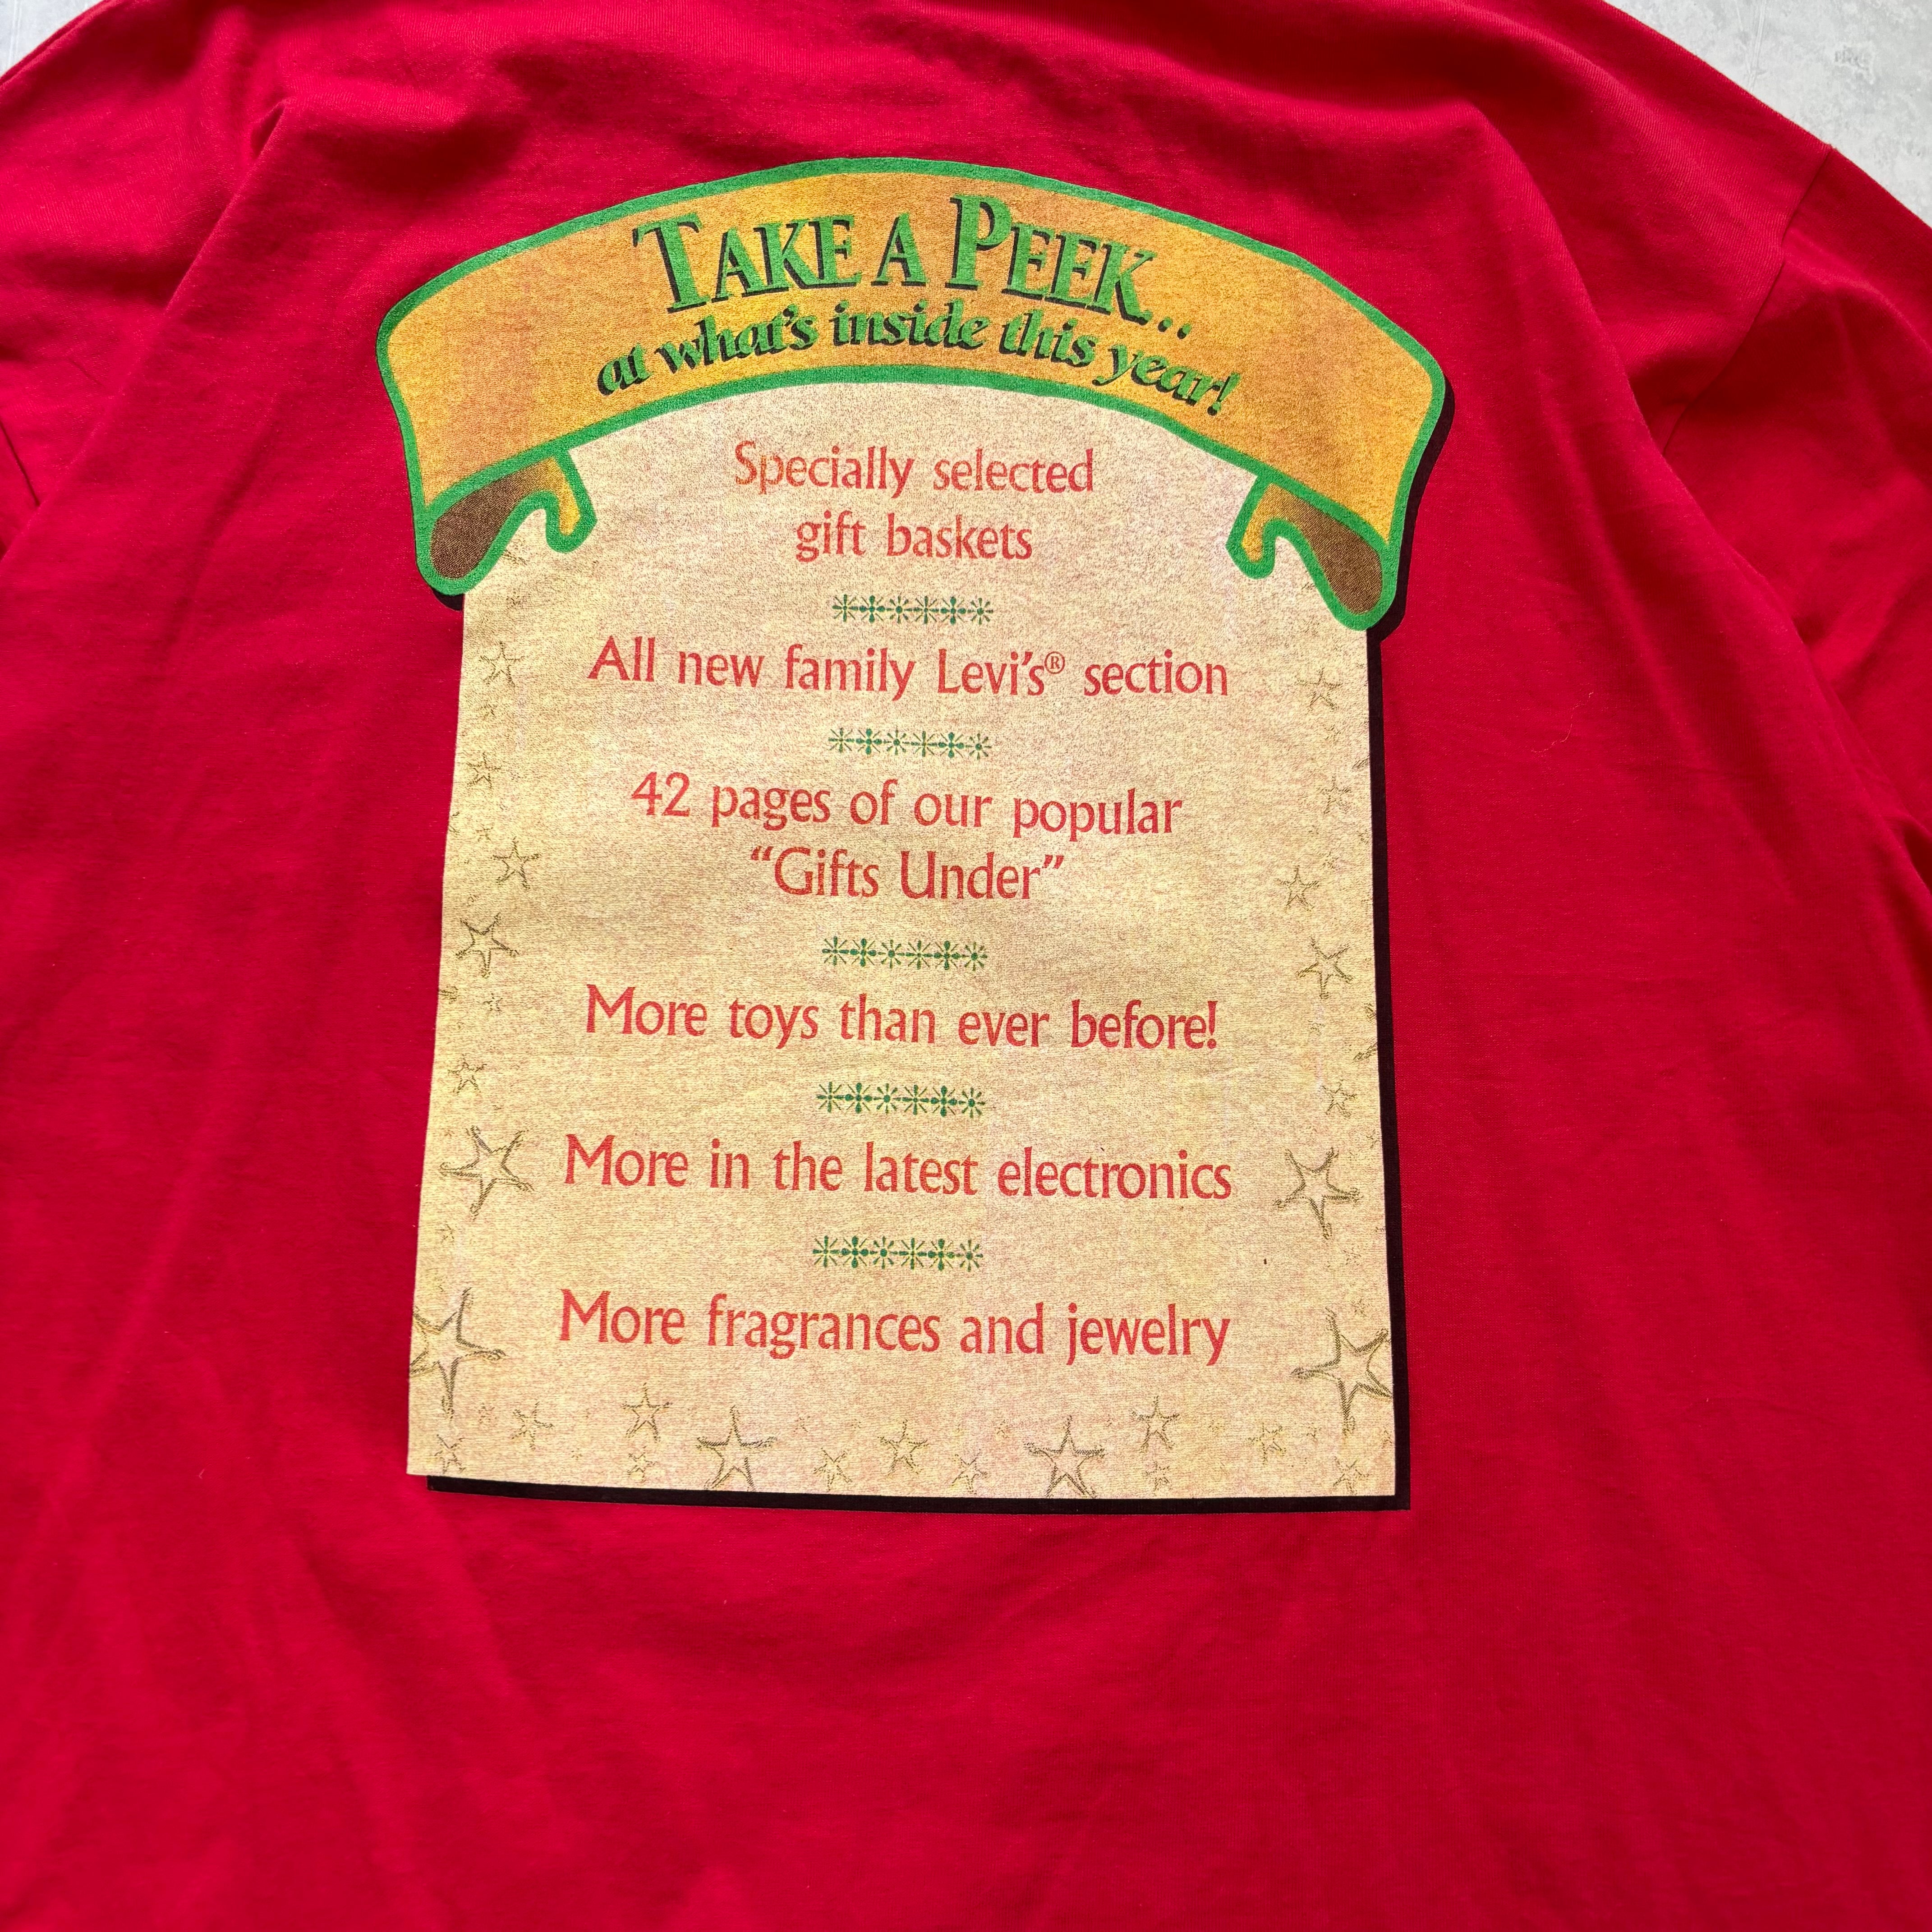 TAKE A PEEK...
at what's inside this year!
Specially selected
gift baskets
All new family Levi's® section
42 pages of our popular
“Gifts Under”
More toys than ever before!
More in the latest electronics
More fragrances and jewelry